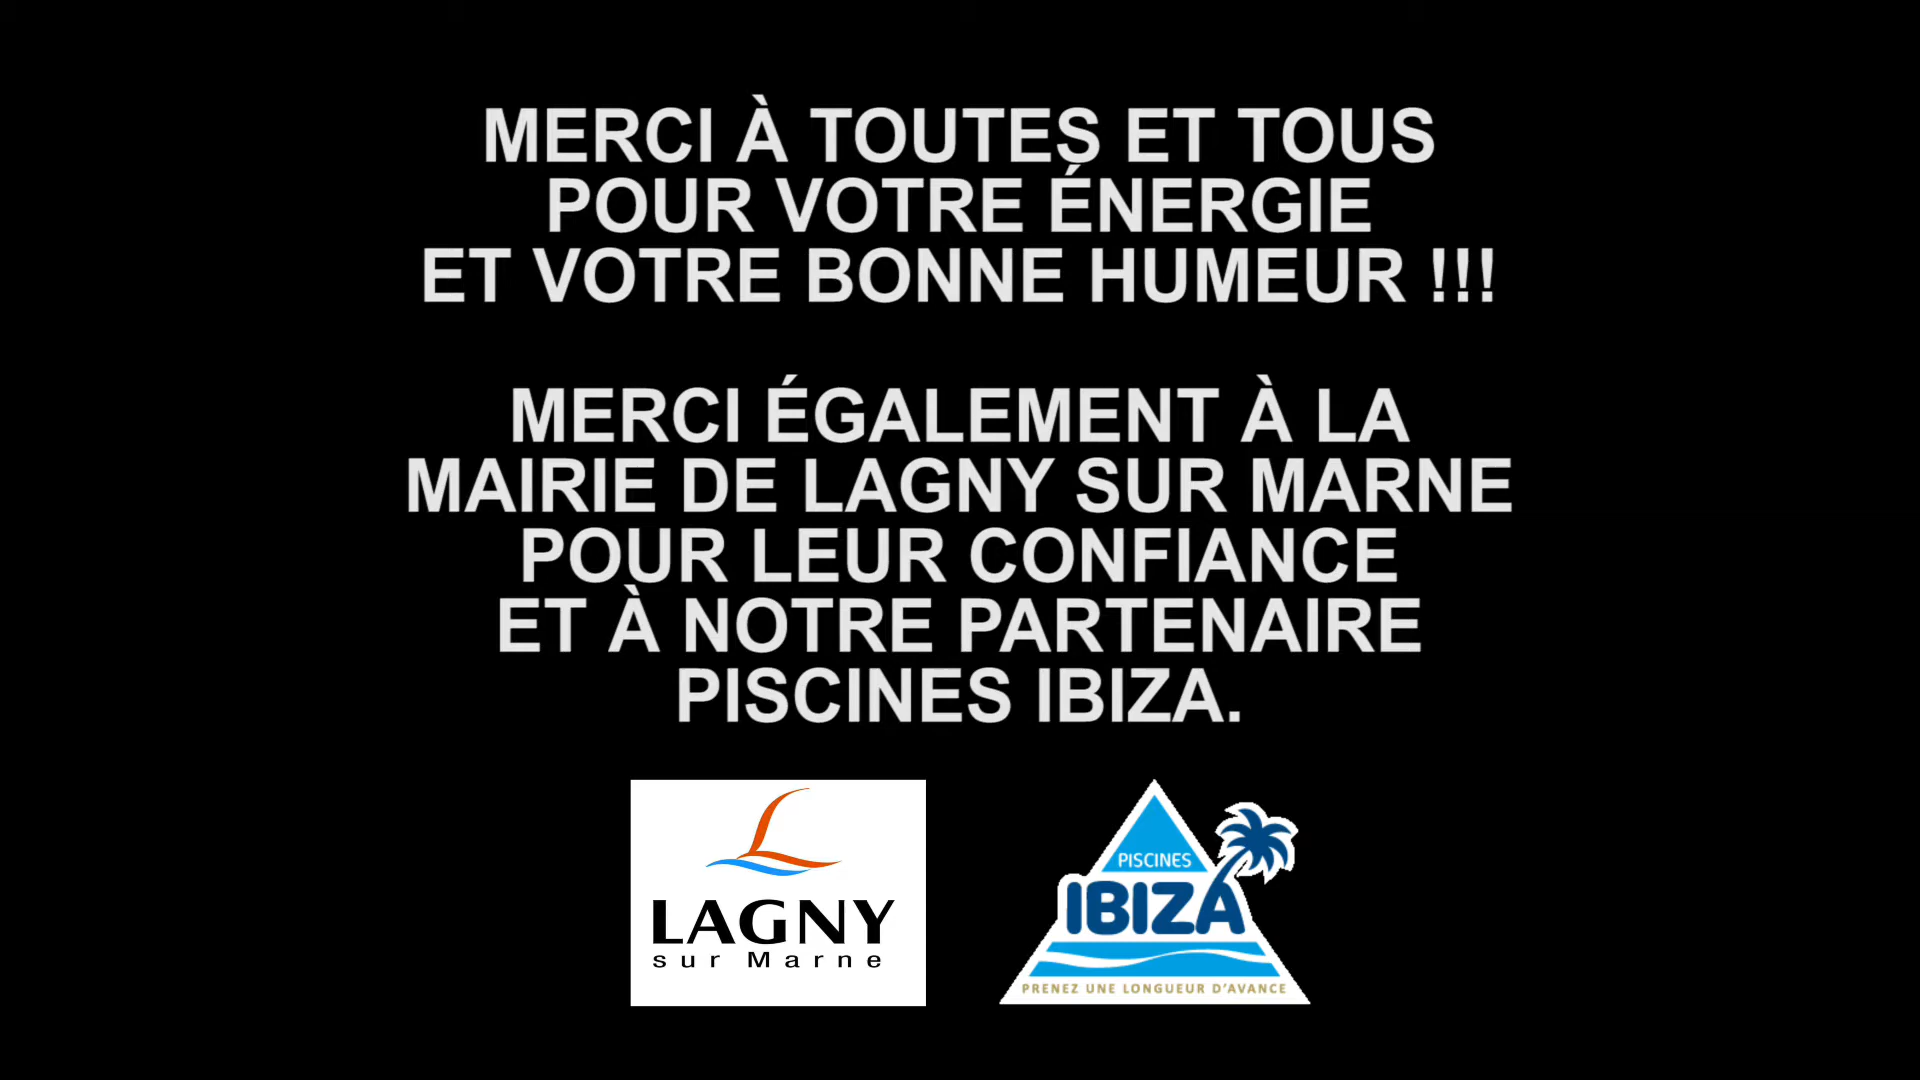 MERCI À TOUTES ET TOUS
POUR VOTRE ÉNERGIE
ET VOTRE BONNE HUMEUR !!!
MERCI ÉGALEMENT À LA
MAIRIE DE LAGNY SUR MARNE
POUR LEUR CONFIANCE
ET À NOTRE PARTENAIRE
PISCINES IBIZA.
LAGNY
sur Marne
PISCINES
IBIZA
PRENEZ UNE LONGUEUR D'AVANCE